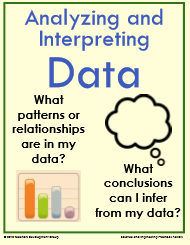 Analyzing and
Interpreting
Data
What
patterns or
relationships
are in my
data?
What
conclusions
can I infer
from my data?